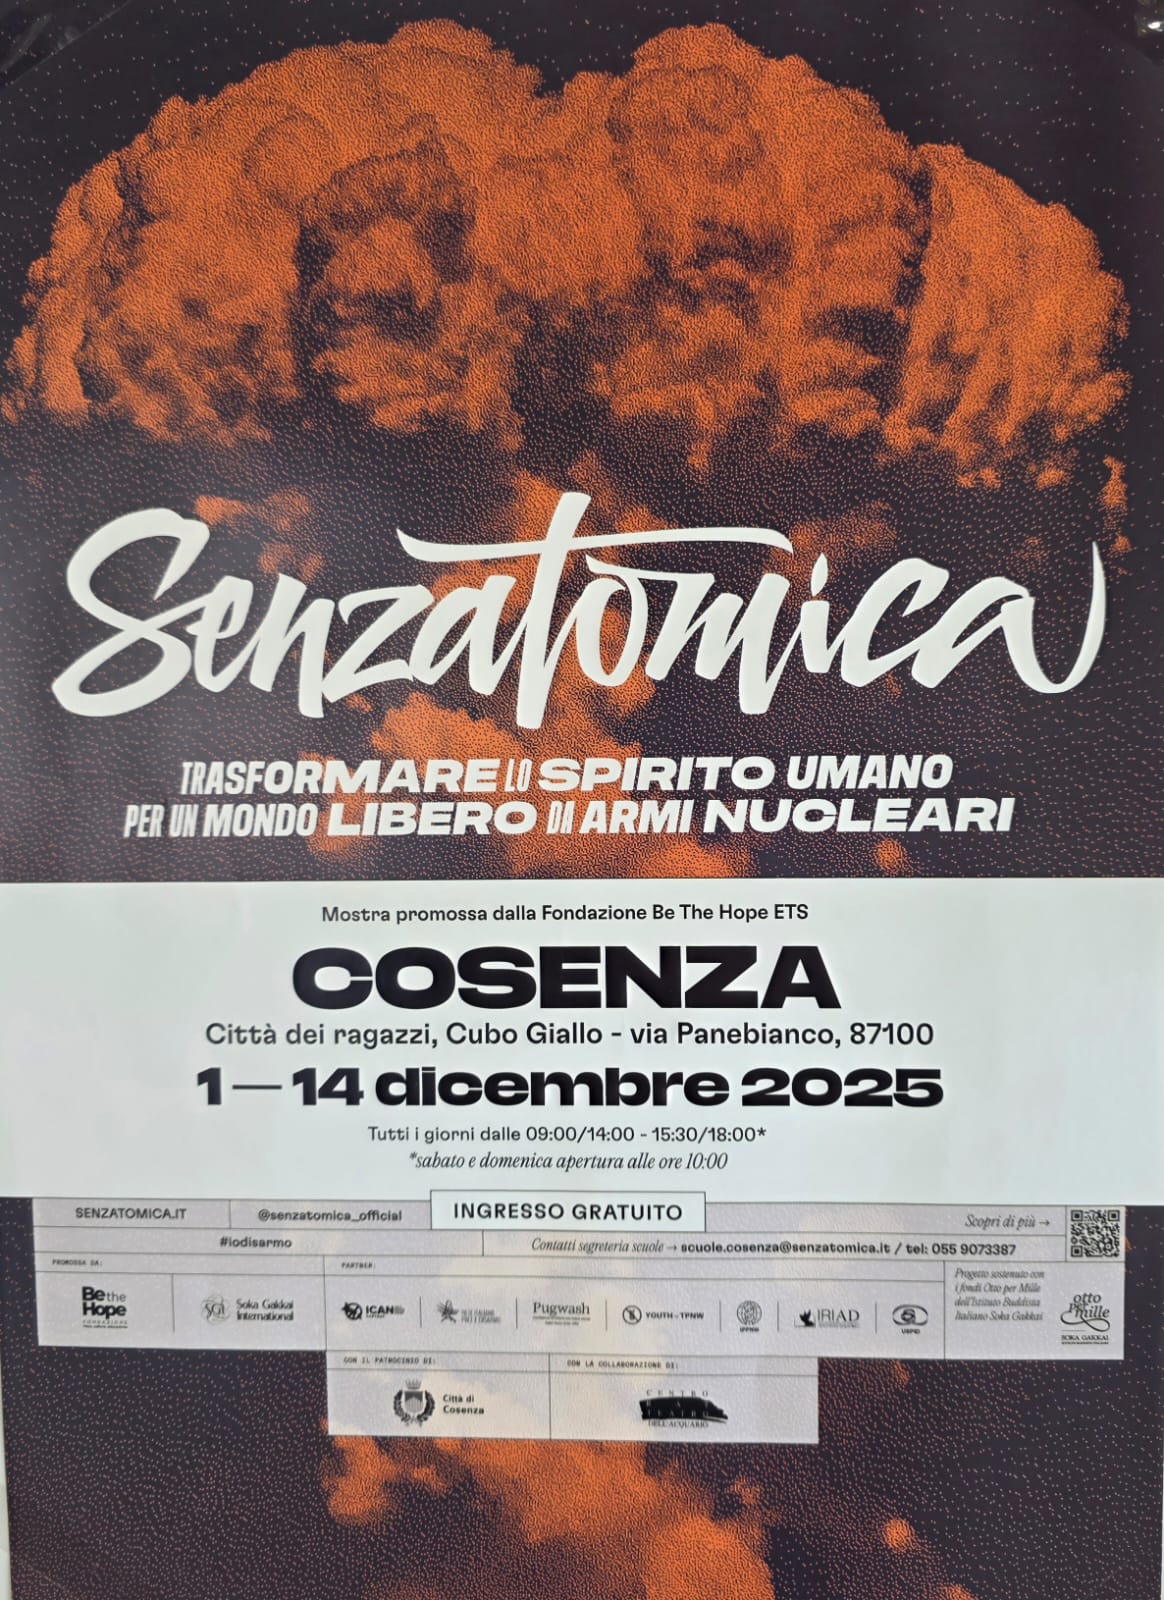 Senzatomica
TRASFORMARE LO SPIRITO UMANO
PER UN MONDO LIBERO DA ARMI NUCLEARI
Mostra promossa dalla Fondazione Be The Hope ETS
COSENZA
Città dei ragazzi, Cubo Giallo - via Panebianco, 87100
1—14 dicembre 2025
Tutti i giorni dalle 09:00/14:00 - 15:30/18:00*
*sabato e domenica apertura alle ore 10:00
SENZATOMICA.IT
@senzatomica_official
INGRESSO GRATUITO
Scopri di più →
#iodisarmo
Contatti segreteria scuole → scuole.cosenza@senzatomica.it / tel: 055 9073387
PROMOSSA DA:
Be the
Hope
FONDAZIONE
SGI
Soka Gakkai
International
PARTNER:
ICAN
Pugwash
YOUTH-TPNW
IPPNW
IRIAD
USPID
Progetto sostenuto con
i fondi Otto per Mille
dell'Istituto Buddista
Italiano Soka Gakkai
otto
per
mille
SOKA GAKKAI
CON IL PATROCINIO DI:
Città di
Cosenza
CON LA COLLABORAZIONE DI:
CENTRO
TEATRO
DELL'ACQUARIO